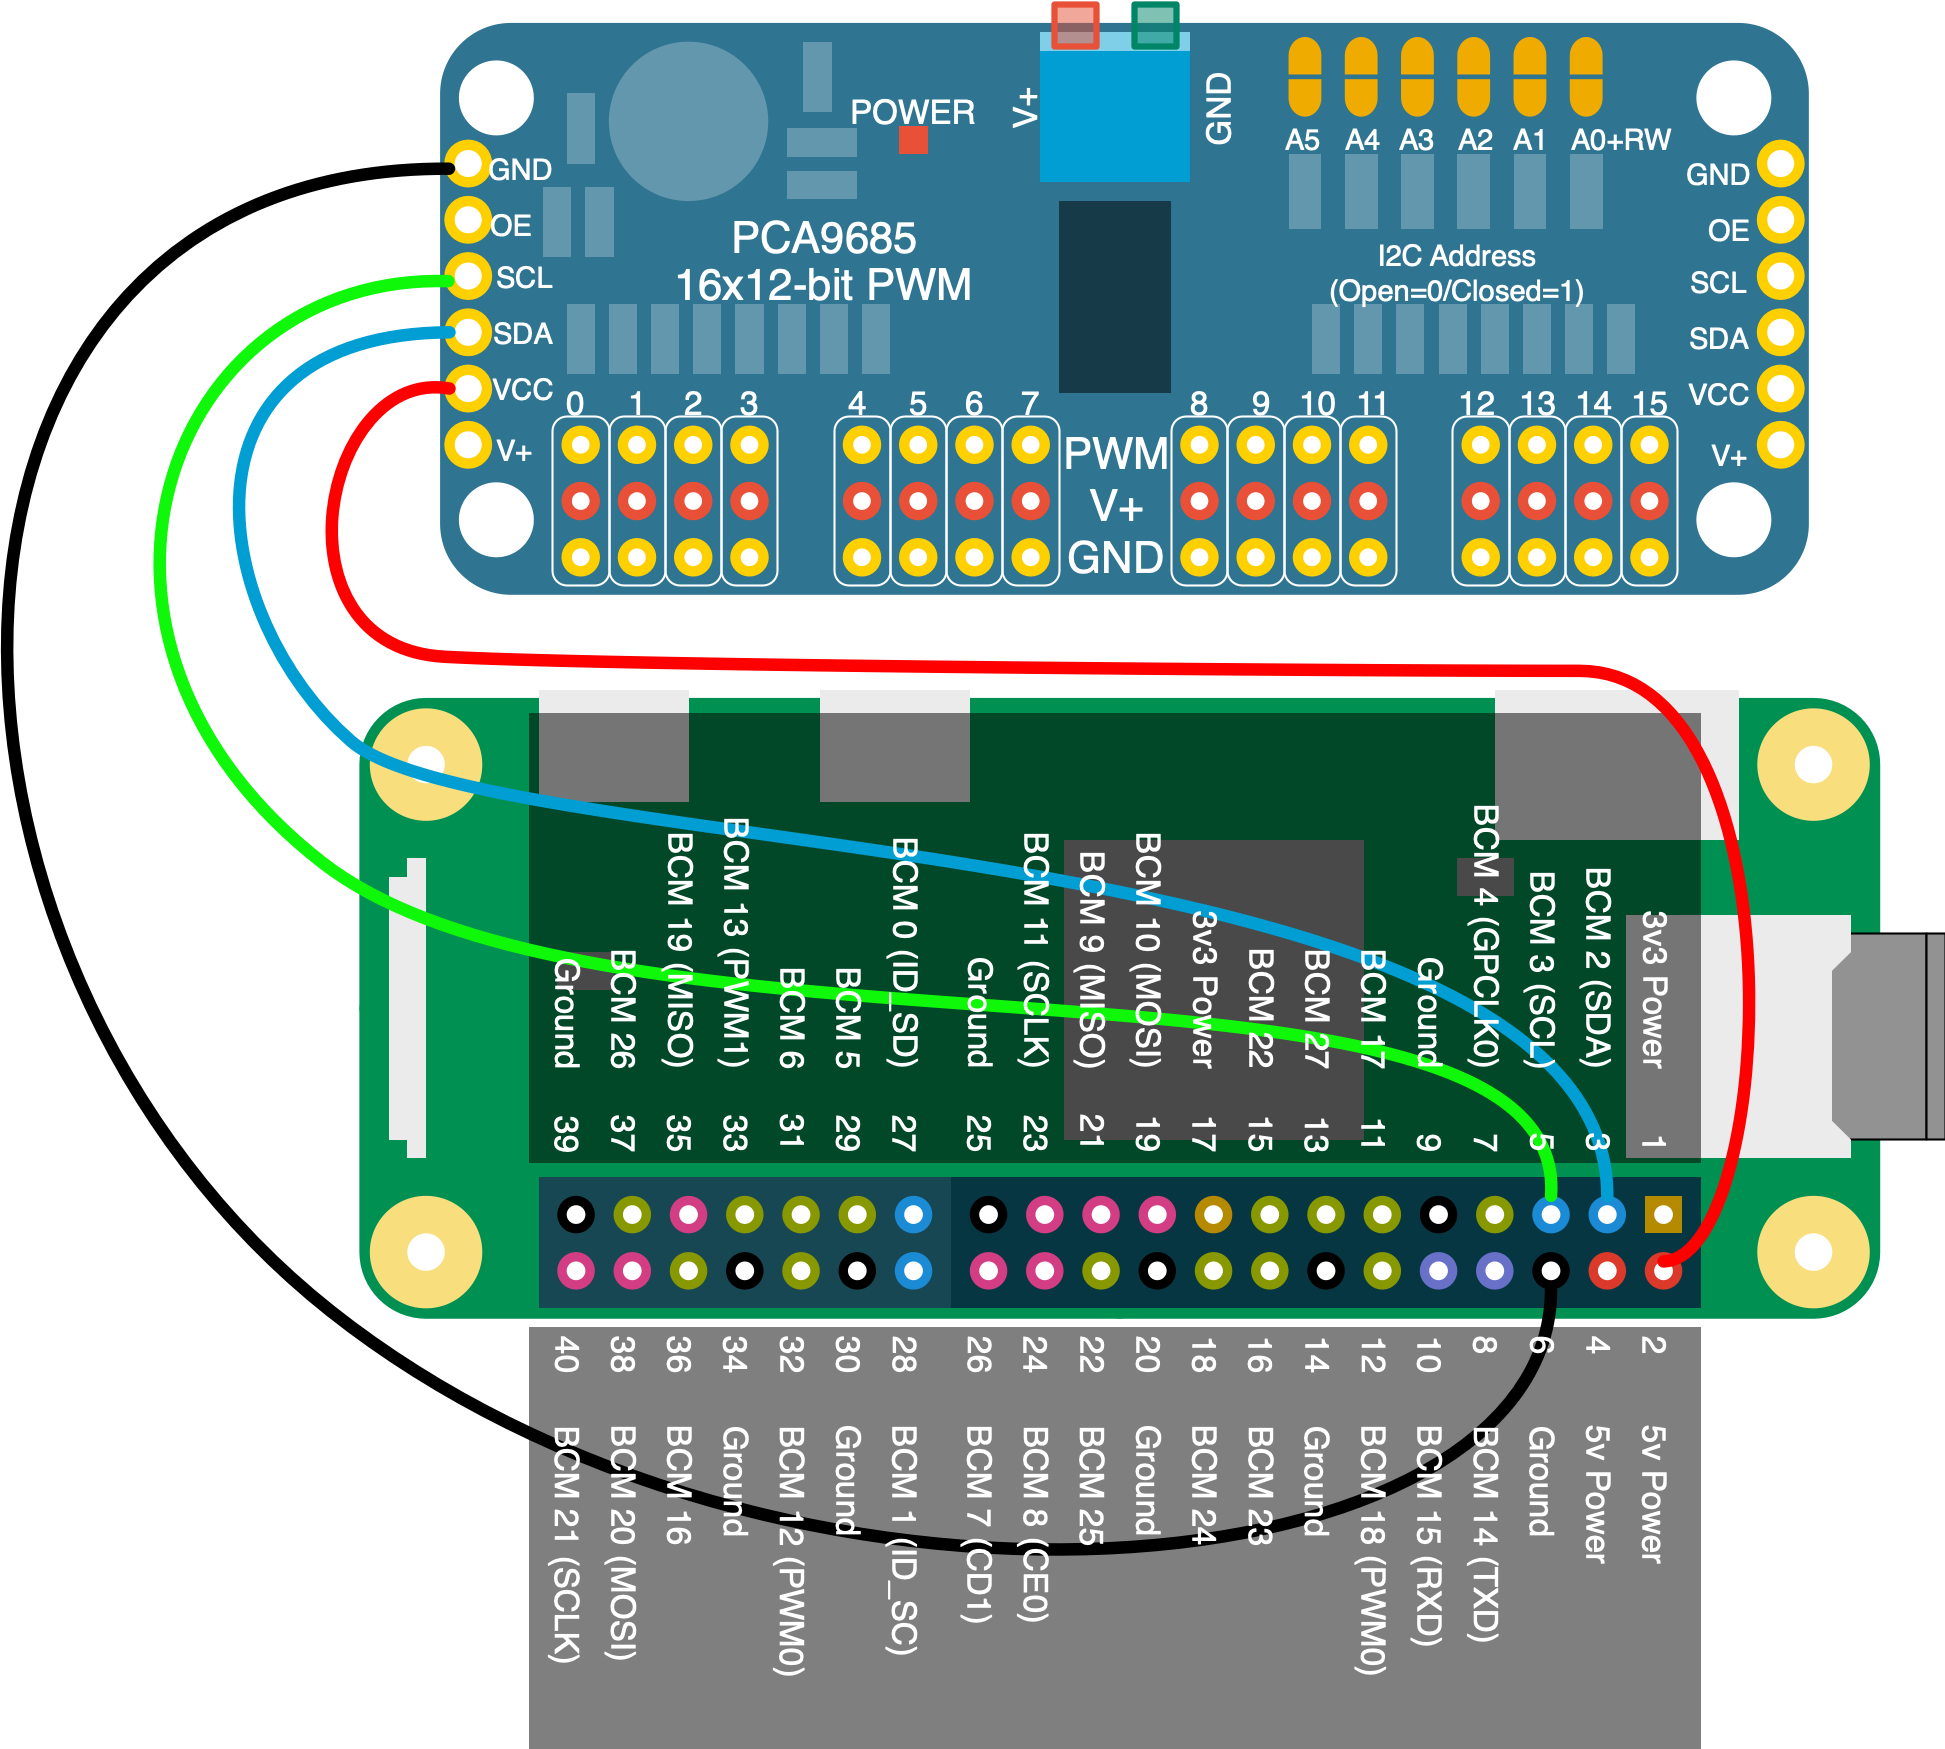 POWER
V+
GND
A5 A4 A3 A2 A1 A0+RW
GND
OE
SCL
SDA
VCC
V+
PCA9685
16x12-bit PWM
I2C Address
(Open=0/Closed=1)
GND
OE
SCL
SDA
VCC
V+
0 1 2 3 4 5 6 7 8 9 10 11 12 13 14 15
PWM
V+
GND
Ground 39
BCM 26 37
BCM 19 (MISO) 35
BCM 13 (PWM1) 33
BCM 6 31
BCM 5 29
BCM 0 (ID_SD) 27
Ground 25
BCM 11 (SCLK) 23
BCM 9 (MISO) 21
BCM 10 (MOSI) 19
3v3 Power 17
BCM 22 15
BCM 27 13
BCM 17 11
Ground 9
BCM 4 (GPCLK0) 7
BCM 3 (SCL) 5
BCM 2 (SDA) 3
3v3 Power 1
40 BCM 21 (SCLK)
38 BCM 20 (MOSI)
36 BCM 16
34 Ground
32 BCM 12 (PWM0)
30 Ground
28 BCM 1 (ID_SC)
26 BCM 7 (CD1)
24 BCM 8 (CE0)
22 BCM 25
20 Ground
18 BCM 24
16 BCM 23
14 Ground
12 BCM 18 (PWM0)
10 BCM 15 (RXD)
8 BCM 14 (TXD)
6 Ground
4 5v Power
2 5v Power